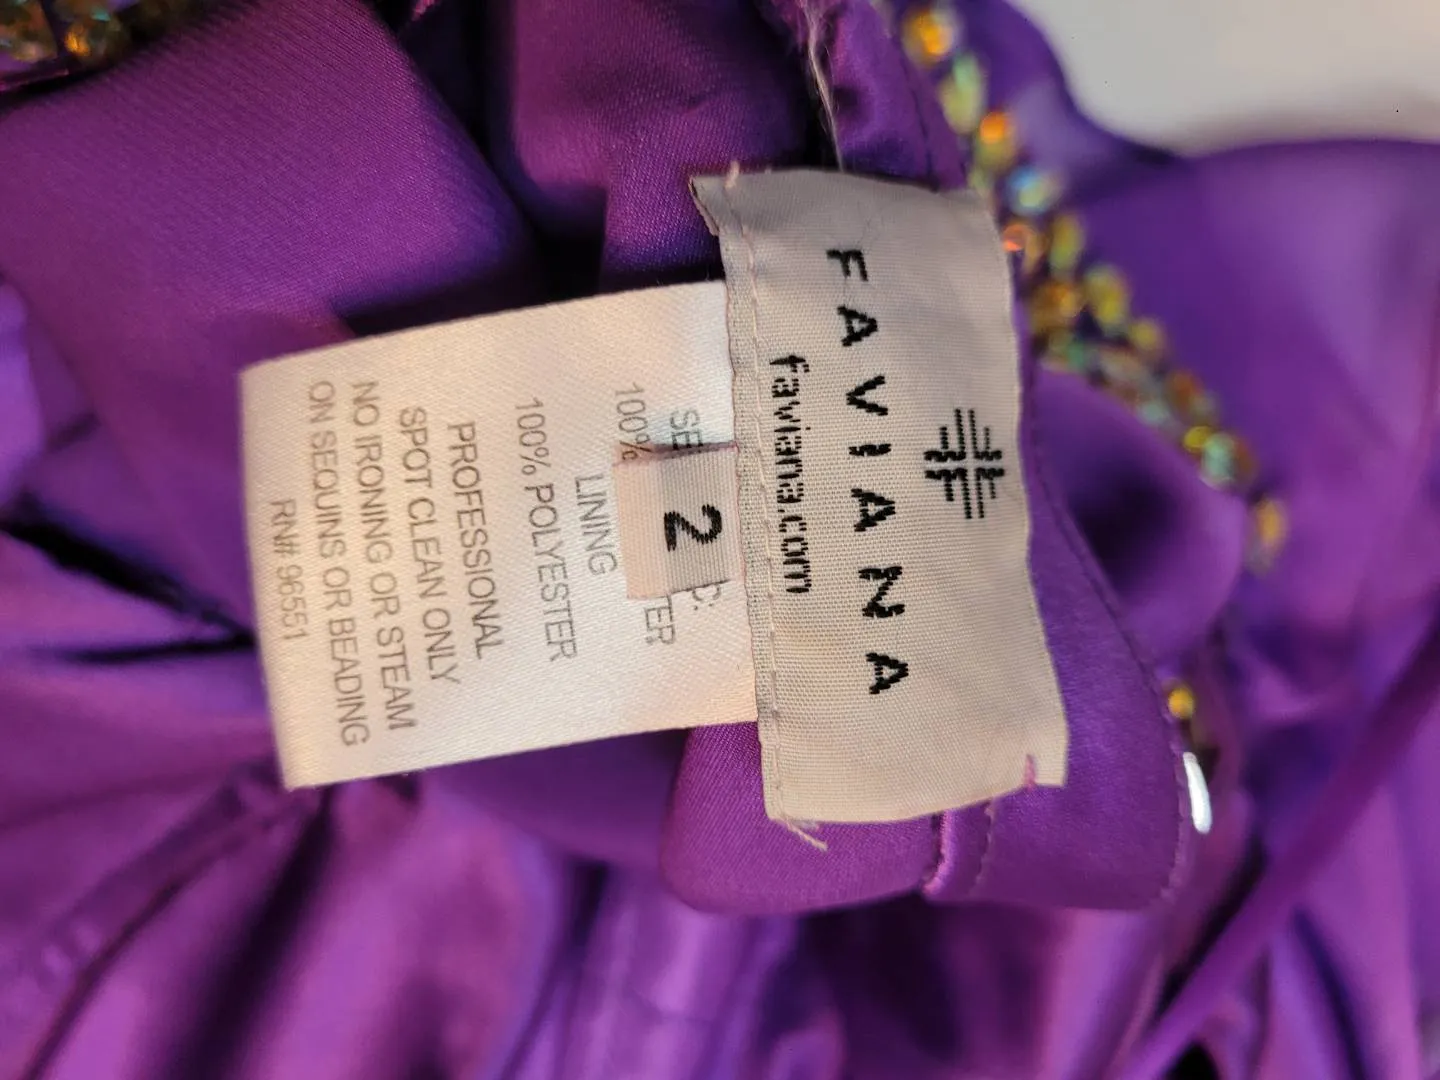 FAVIANA
faviana.com
2
100%
LINING
100% POLYESTER
PROFESSIONAL
SPOT CLEAN ONLY
NO IRONING OR STEAM
ON SEQUINS OR BEADING
RN# 96551